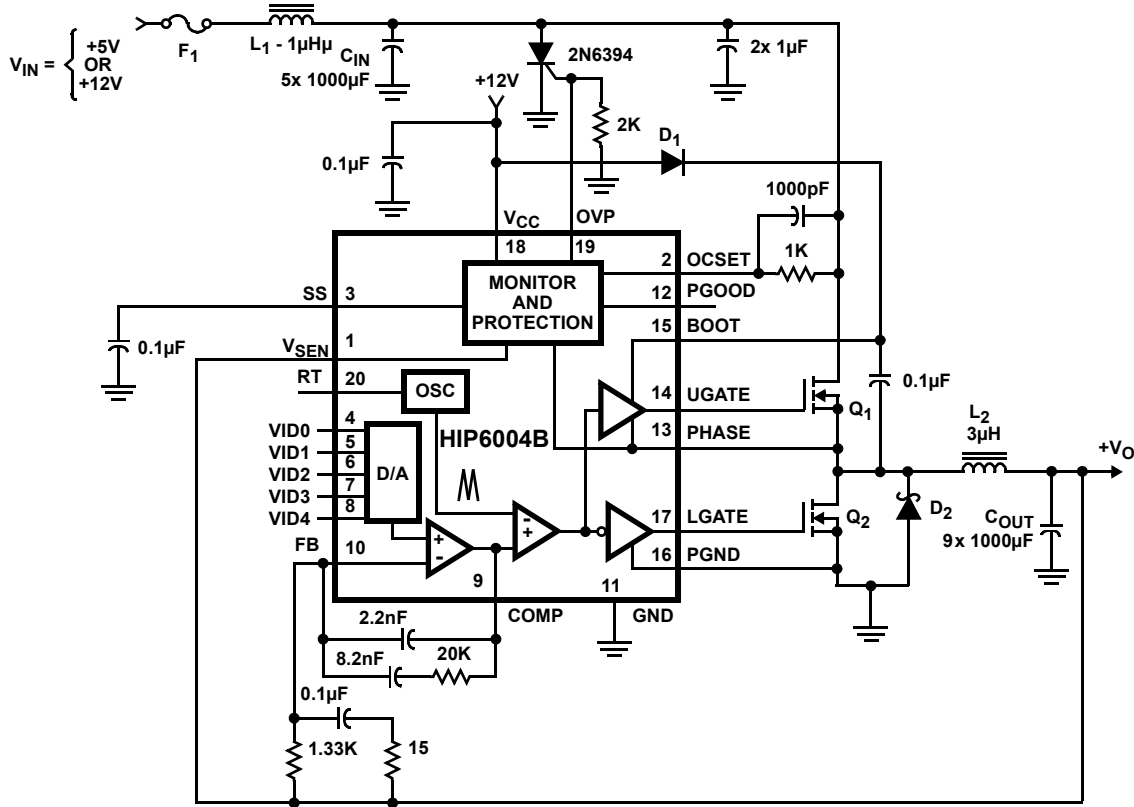 V_IN =
+5V
OR
+12V
F1
L1 - 1µHµ
C_IN
5x 1000µF
2N6394
2x 1µF
+12V
2K
0.1µF
D1
1000pF
V_CC
OVP
18
19
2
OCSET
1K
MONITOR
AND
PROTECTION
SS
3
12
PGOOD
15
BOOT
0.1µF
V_SEN
1
RT
20
OSC
0.1µF
14
UGATE
Q1
L2
3µH
+V_O
VID0
4
VID1
5
VID2
6
VID3
7
VID4
8
D/A
HIP6004B
13
PHASE
17
LGATE
Q2
D2
C_OUT
9x 1000µF
FB
10
+
-
-
+
16
PGND
9
COMP
11
GND
2.2nF
8.2nF
20K
0.1µF
1.33K
15